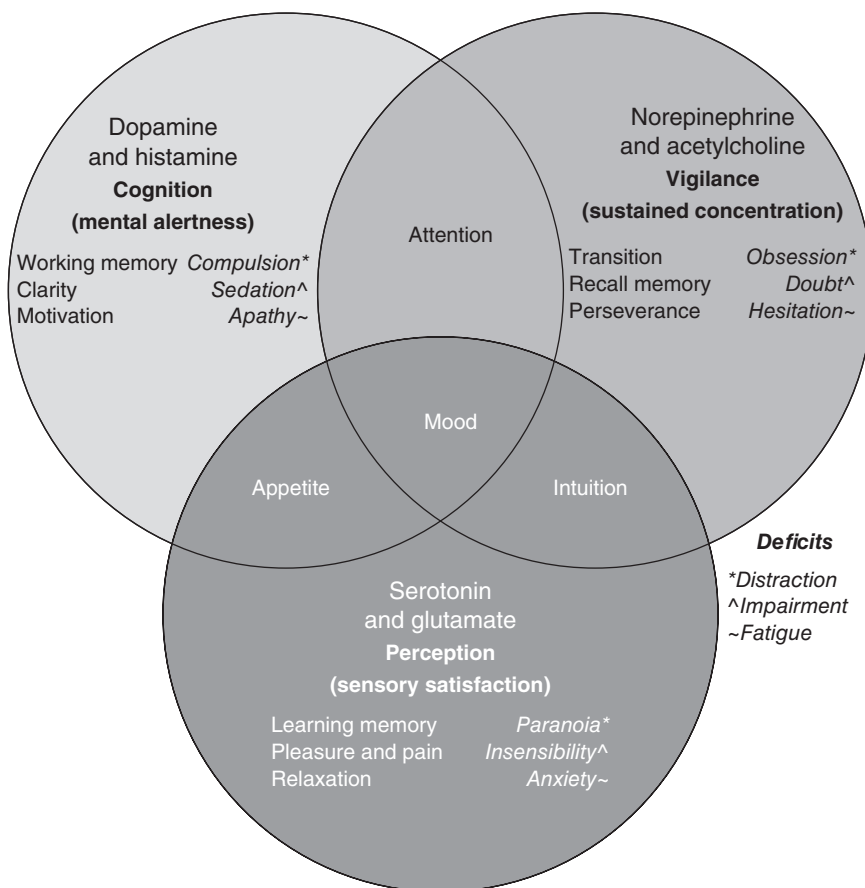 Dopamine
and histamine
Cognition
(mental alertness)
Working memory Compulsion*
Clarity Sedation^
Motivation Apathy~
Attention
Norepinephrine
and acetylcholine
Vigilance
(sustained concentration)
Transition Obsession*
Recall memory Doubt^
Perseverance Hesitation~
Mood
Appetite
Intuition
Serotonin
and glutamate
Perception
(sensory satisfaction)
Learning memory Paranoia*
Pleasure and pain Insensibility^
Relaxation Anxiety~
Deficits
*Distraction
^Impairment
~Fatigue